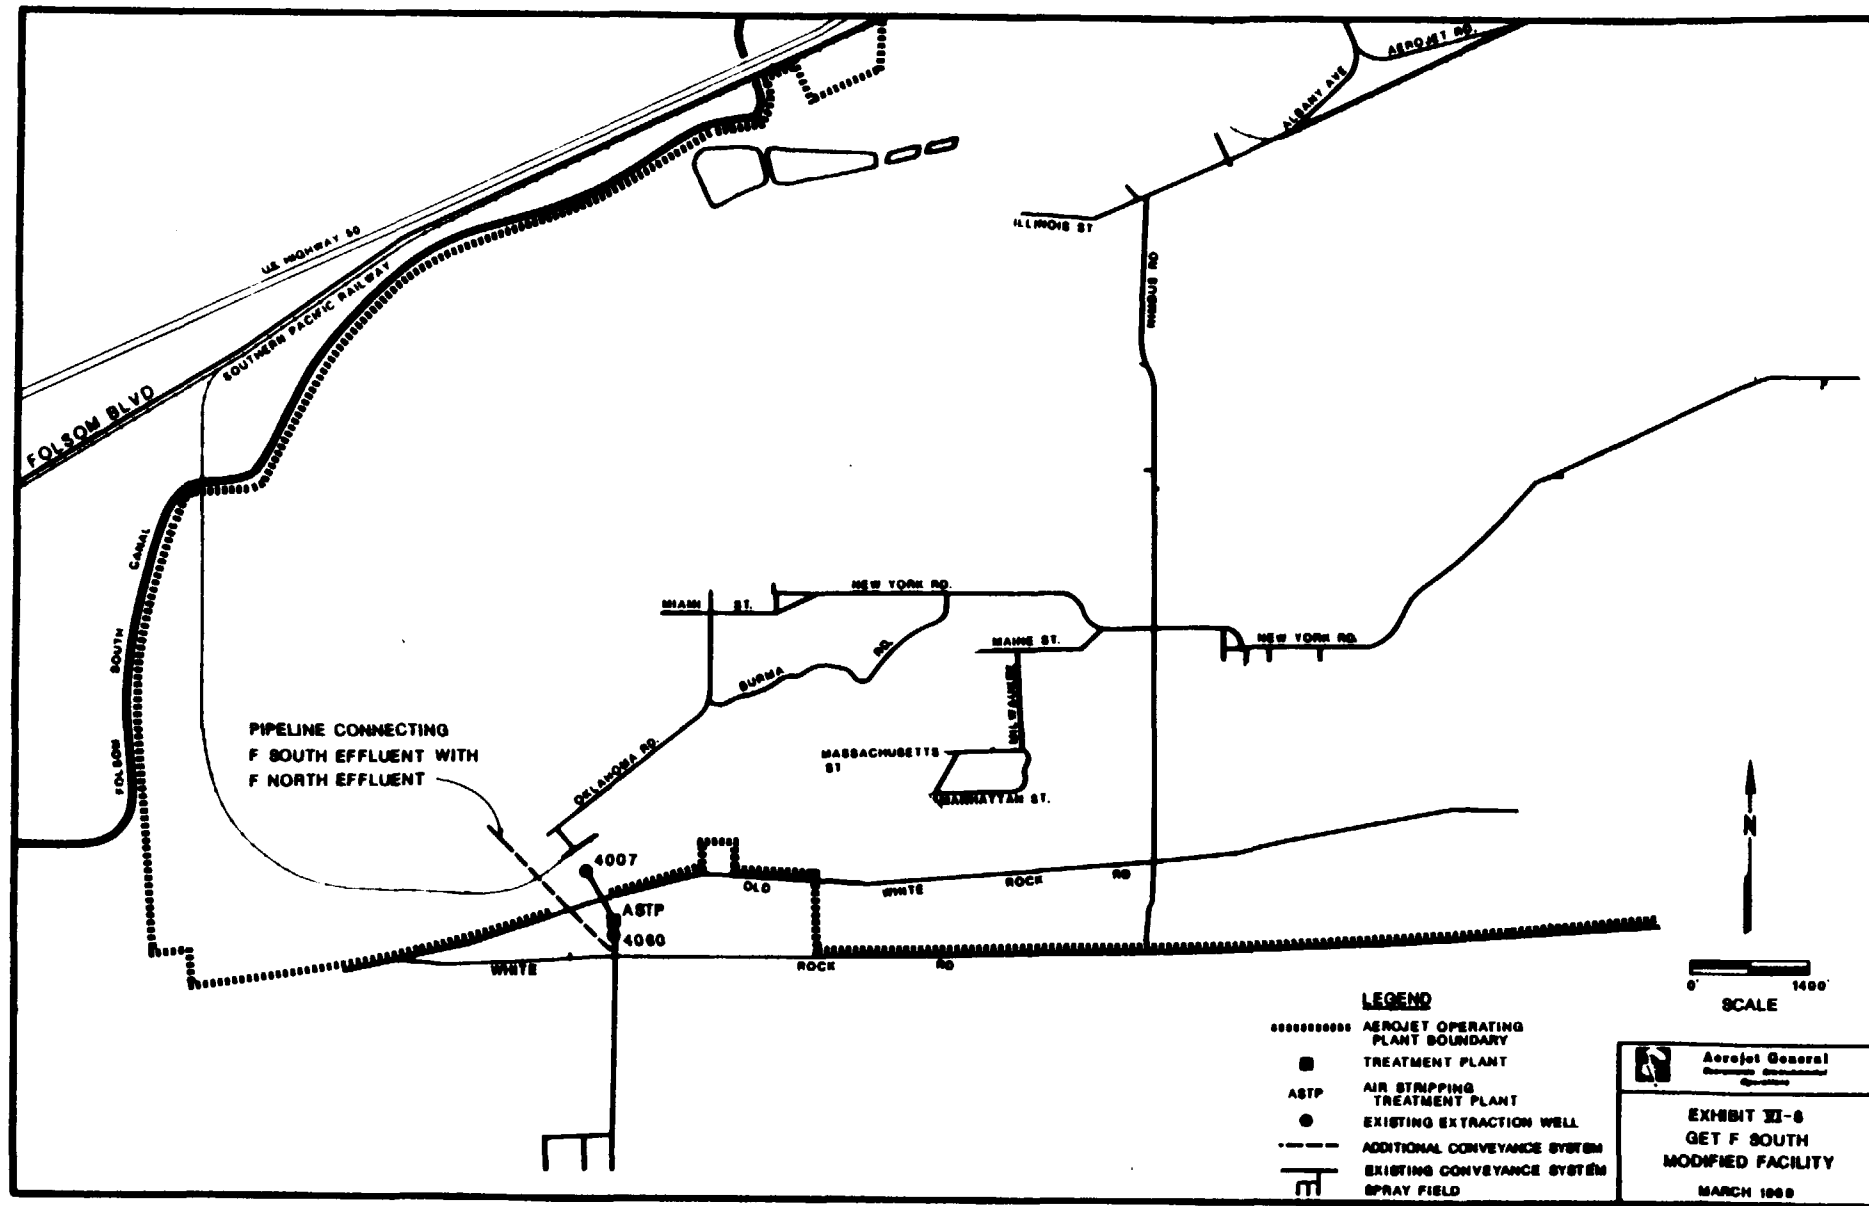 AEROJET RD.
ALBANY AVE
U.S. HIGHWAY 50
ILLINOIS ST
SOUTHERN PACIFIC RAILWAY
NIMBUS RD
FOLSOM BLVD
FOLSOM SOUTH CANAL
MIAMI ST.
NEW YORK RD.
BURMA RD.
MAINE ST.
NEW YORK RD.
MILWAUKEE
PIPELINE CONNECTING
F SOUTH EFFLUENT WITH
F NORTH EFFLUENT
OKLAHOMA RD.
MASSACHUSETTS
ST
MANHATTAN ST.
N
4007
ASTP
4060
OLD WHITE ROCK RD
WHITE ROCK RD
0' 1400'
SCALE
LEGEND
AEROJET OPERATING
PLANT BOUNDARY
TREATMENT PLANT
ASTP AIR STRIPPING
TREATMENT PLANT
EXISTING EXTRACTION WELL
ADDITIONAL CONVEYANCE SYSTEM
EXISTING CONVEYANCE SYSTEM
SPRAY FIELD
Aerojet General
Operations
EXHIBIT
GET F SOUTH
MODIFIED FACILITY
MARCH